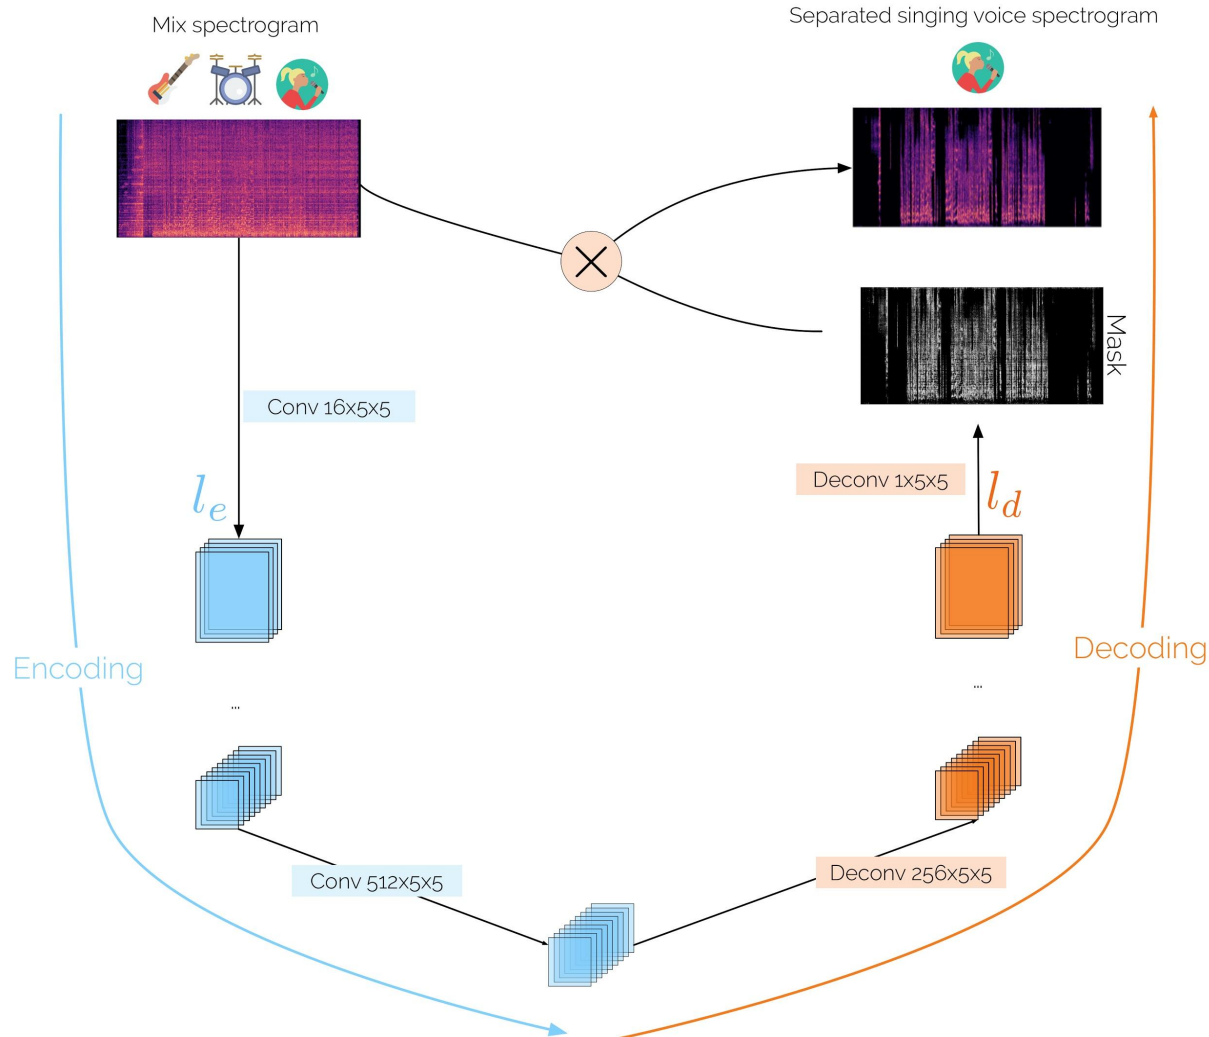 Mix spectrogram
Separated singing voice spectrogram
Mask
Conv 16x5x5
Deconv 1x5x5
l_e
l_d
Encoding
Decoding
...
...
Conv 512x5x5
Deconv 256x5x5